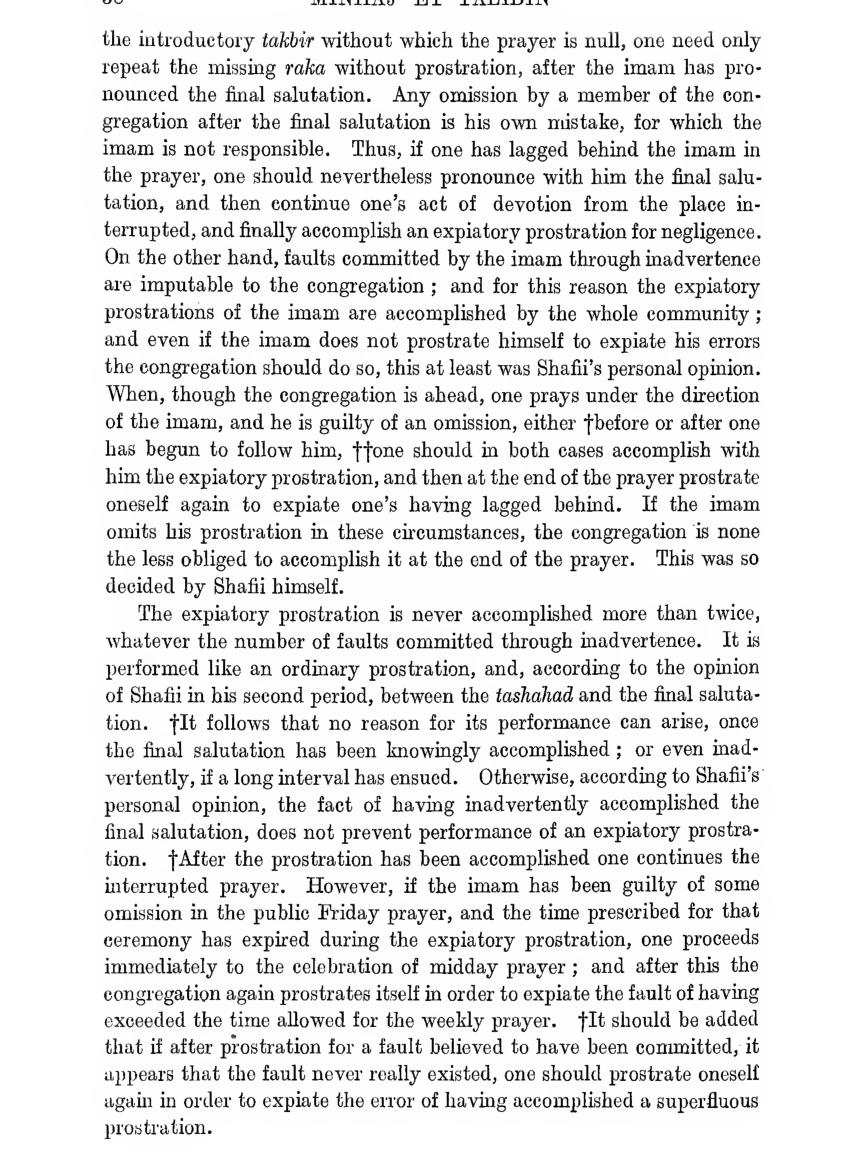 the introductory takbir without which the prayer is null, one need only
repeat the missing raka without prostration, after the imam has pro-
nounced the final salutation. Any omission by a member of the con-
gregation after the final salutation is his own mistake, for which the
imam is not responsible. Thus, if one has lagged behind the imam in
the prayer, one should nevertheless pronounce with him the final salu-
tation, and then continue one's act of devotion from the place in-
terrupted, and finally accomplish an expiatory prostration for negligence.
On the other hand, faults committed by the imam through inadvertence
are imputable to the congregation ; and for this reason the expiatory
prostrations of the imam are accomplished by the whole community ;
and even if the imam does not prostrate himself to expiate his errors
the congregation should do so, this at least was Shafii's personal opinion.
When, though the congregation is ahead, one prays under the direction
of the imam, and he is guilty of an omission, either †before or after one
has begun to follow him, ††one should in both cases accomplish with
him the expiatory prostration, and then at the end of the prayer prostrate
oneself again to expiate one's having lagged behind. If the imam
omits his prostration in these circumstances, the congregation is none
the less obliged to accomplish it at the end of the prayer. This was so
decided by Shafii himself.
The expiatory prostration is never accomplished more than twice,
whatever the number of faults committed through inadvertence. It is
performed like an ordinary prostration, and, according to the opinion
of Shafii in his second period, between the tashahad and the final saluta-
tion. †It follows that no reason for its performance can arise, once
the final salutation has been knowingly accomplished ; or even inad-
vertently, if a long interval has ensued. Otherwise, according to Shafii's
personal opinion, the fact of having inadvertently accomplished the
final salutation, does not prevent performance of an expiatory prostra-
tion. †After the prostration has been accomplished one continues the
interrupted prayer. However, if the imam has been guilty of some
omission in the public Friday prayer, and the time prescribed for that
ceremony has expired during the expiatory prostration, one proceeds
immediately to the celebration of midday prayer ; and after this the
congregation again prostrates itself in order to expiate the fault of having
exceeded the time allowed for the weekly prayer. †It should be added
that if after prostration for a fault believed to have been committed, it
appears that the fault never really existed, one should prostrate oneself
again in order to expiate the error of having accomplished a superfluous
prostration.